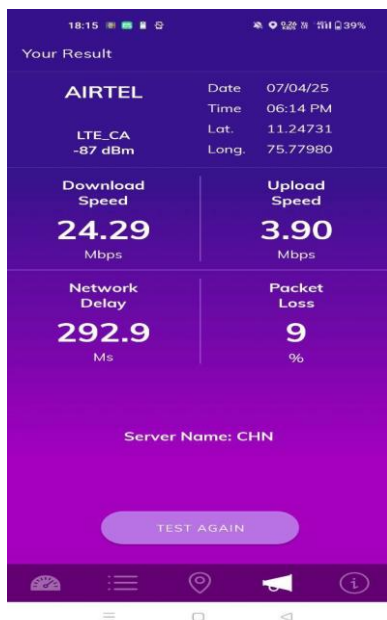 18:15 39%
Your Result
AIRTEL
LTE_CA
-87 dBm
Date 07/04/25
Time 06:14 PM
Lat. 11.24731
Long. 75.77980
Download
Speed
24.29
Mbps
Upload
Speed
3.90
Mbps
Network
Delay
292.9
Ms
Packet
Loss
9
%
Server Name: CHN
TEST AGAIN